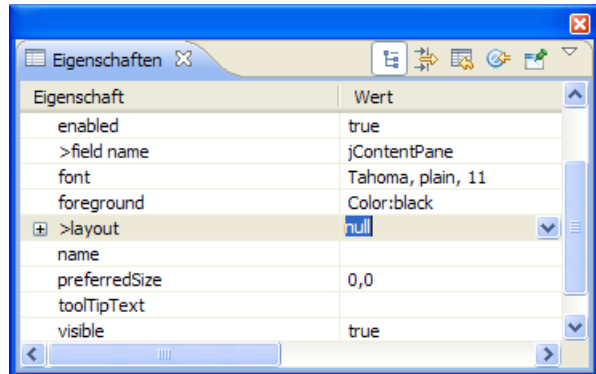 Eigenschaften
Eigenschaft Wert
enabled true
>field name jContentPane
font Tahoma, plain, 11
foreground Color:black
>layout null
name
preferredSize 0,0
toolTipText
visible true